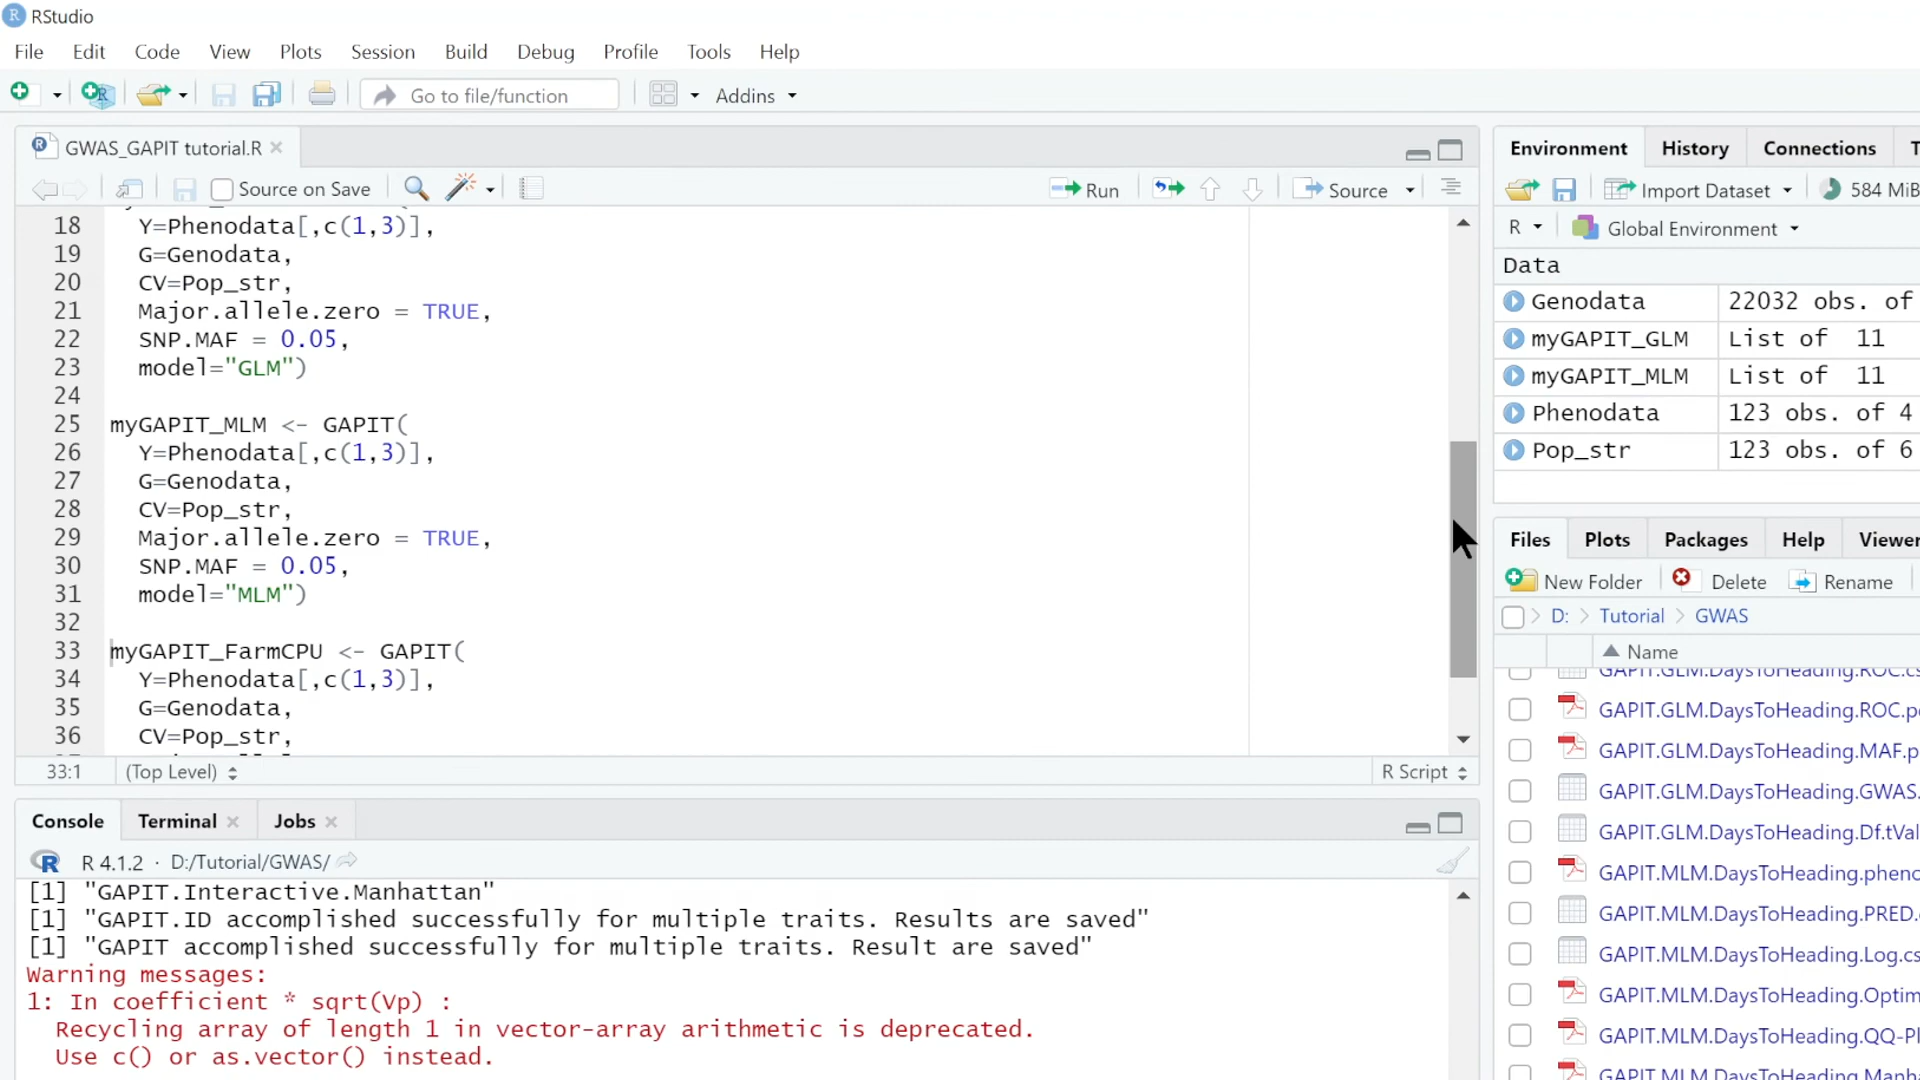 RStudio
File Edit Code View Plots Session Build Debug Profile Tools Help
Go to file/function Addins
GWAS_GAPIT tutorial.R
Source on Save Run Source
18 Y=Phenodata[,c(1,3)],
19 G=Genodata,
20 CV=Pop_str,
21 Major.allele.zero = TRUE,
22 SNP.MAF = 0.05,
23 model="GLM")
24
25 myGAPIT_MLM <- GAPIT(
26 Y=Phenodata[,c(1,3)],
27 G=Genodata,
28 CV=Pop_str,
29 Major.allele.zero = TRUE,
30 SNP.MAF = 0.05,
31 model="MLM")
32
33 myGAPIT_FarmCPU <- GAPIT(
34 Y=Phenodata[,c(1,3)],
35 G=Genodata,
36 CV=Pop_str,
33:1 (Top Level) R Script
Console Terminal Jobs
R 4.1.2 · D:/Tutorial/GWAS/
[1] "GAPIT.Interactive.Manhattan"
[1] "GAPIT.ID accomplished successfully for multiple traits. Results are saved"
[1] "GAPIT accomplished successfully for multiple traits. Result are saved"
Warning messages:
1: In coefficient * sqrt(Vp) :
Recycling array of length 1 in vector-array arithmetic is deprecated.
Use c() or as.vector() instead.
Environment History Connections T
Import Dataset 584 MiB
R Global Environment
Data
Genodata 22032 obs. of
myGAPIT_GLM List of 11
myGAPIT_MLM List of 11
Phenodata 123 obs. of 4
Pop_str 123 obs. of 6
Files Plots Packages Help Viewer
New Folder Delete Rename
D: Tutorial GWAS
Name
GAPIT.GLM.DaysToHeading.ROC.cs
GAPIT.GLM.DaysToHeading.ROC.p
GAPIT.GLM.DaysToHeading.MAF.p
GAPIT.GLM.DaysToHeading.GWAS.
GAPIT.GLM.DaysToHeading.Df.tVal
GAPIT.MLM.DaysToHeading.pheno
GAPIT.MLM.DaysToHeading.PRED.
GAPIT.MLM.DaysToHeading.Log.cs
GAPIT.MLM.DaysToHeading.Optim
GAPIT.MLM.DaysToHeading.QQ-Pl
GAPIT.MLM.DaysToHeading.Manh